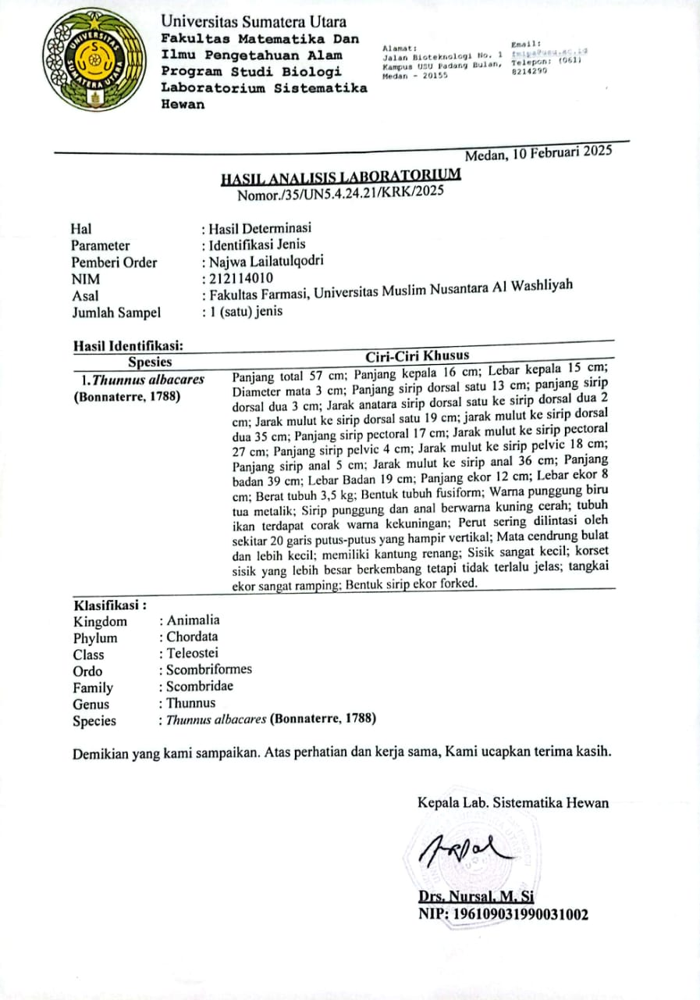 UNIVERSITAS
SUMATERA UTARA
Universitas Sumatera Utara
Fakultas Matematika Dan
Ilmu Pengetahuan Alam
Program Studi Biologi
Laboratorium Sistematika
Hewan
Alamat:
Jalan Bioteknologi No. 1
Kampus USU Padang Bulan,
Medan - 20155
Email:
fmipa@usu.ac.id
Telepon: (061)
8214290
Medan, 10 Februari 2025
HASIL ANALISIS LABORATORIUM
Nomor./35/UN5.4.24.21/KRK/2025
Hal : Hasil Determinasi
Parameter : Identifikasi Jenis
Pemberi Order : Najwa Lailatulqodri
NIM : 212114010
Asal : Fakultas Farmasi, Universitas Muslim Nusantara Al Washliyah
Jumlah Sampel : 1 (satu) jenis
Hasil Identifikasi:
Spesies Ciri-Ciri Khusus
1. Thunnus albacares
(Bonnaterre, 1788)
Panjang total 57 cm; Panjang kepala 16 cm; Lebar kepala 15 cm;
Diameter mata 3 cm; Panjang sirip dorsal satu 13 cm; panjang sirip
dorsal dua 3 cm; Jarak anatara sirip dorsal satu ke sirip dorsal dua 2
cm; Jarak mulut ke sirip dorsal satu 19 cm; jarak mulut ke sirip dorsal
dua 35 cm; Panjang sirip pectoral 17 cm; Jarak mulut ke sirip pectoral
27 cm; Panjang sirip pelvic 4 cm; Jarak mulut ke sirip pelvic 18 cm;
Panjang sirip anal 5 cm; Jarak mulut ke sirip anal 36 cm; Panjang
badan 39 cm; Lebar Badan 19 cm; Panjang ekor 12 cm; Lebar ekor 8
cm; Berat tubuh 3,5 kg; Bentuk tubuh fusiform; Warna punggung biru
tua metalik; Sirip punggung dan anal berwarna kuning cerah; tubuh
ikan terdapat corak warna kekuningan; Perut sering dilintasi oleh
sekitar 20 garis putus-putus yang hampir vertikal; Mata cendrung bulat
dan lebih kecil; memiliki kantung renang; Sisik sangat kecil; korset
sisik yang lebih besar berkembang tetapi tidak terlalu jelas; tangkai
ekor sangat ramping; Bentuk sirip ekor forked.
Klasifikasi :
Kingdom : Animalia
Phylum : Chordata
Class : Teleostei
Ordo : Scombriformes
Family : Scombridae
Genus : Thunnus
Species : Thunnus albacares (Bonnaterre, 1788)
Demikian yang kami sampaikan. Atas perhatian dan kerja sama, Kami ucapkan terima kasih.
Kepala Lab. Sistematika Hewan
Drs. Nursal, M. Si
NIP: 196109031990031002